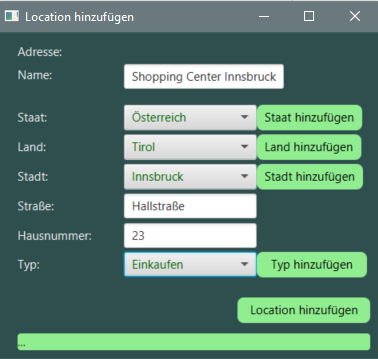 Location hinzufügen
Adresse:
Name: Shopping Center Innsbruck
Staat: Österreich Staat hinzufügen
Land: Tirol Land hinzufügen
Stadt: Innsbruck Stadt hinzufügen
Straße: Hallstraße
Hausnummer: 23
Typ: Einkaufen Typ hinzufügen
Location hinzufügen
...